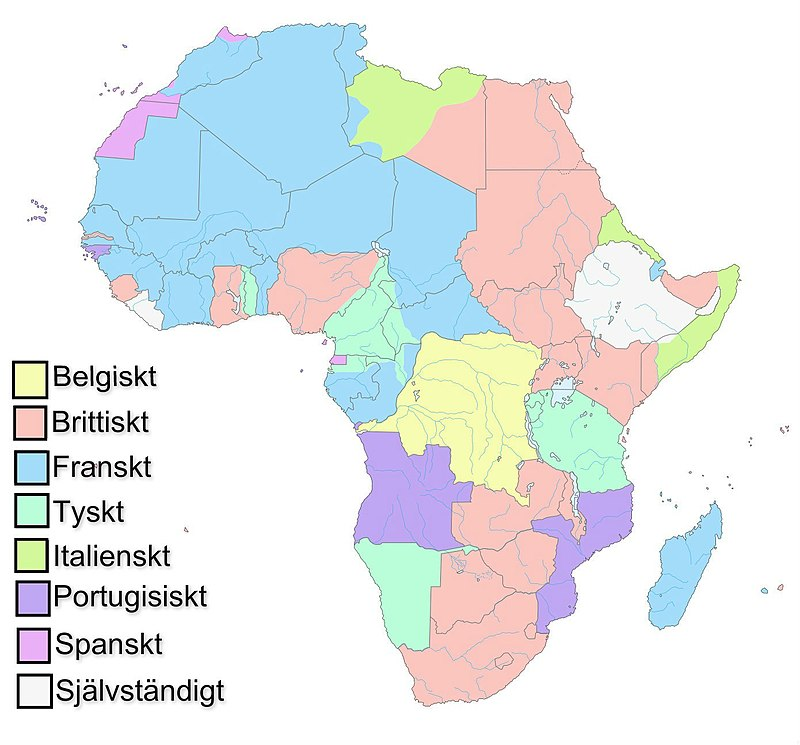 Belgiskt
Brittiskt
Franskt
Tyskt
Italienskt
Portugisiskt
Spanskt
Självständigt